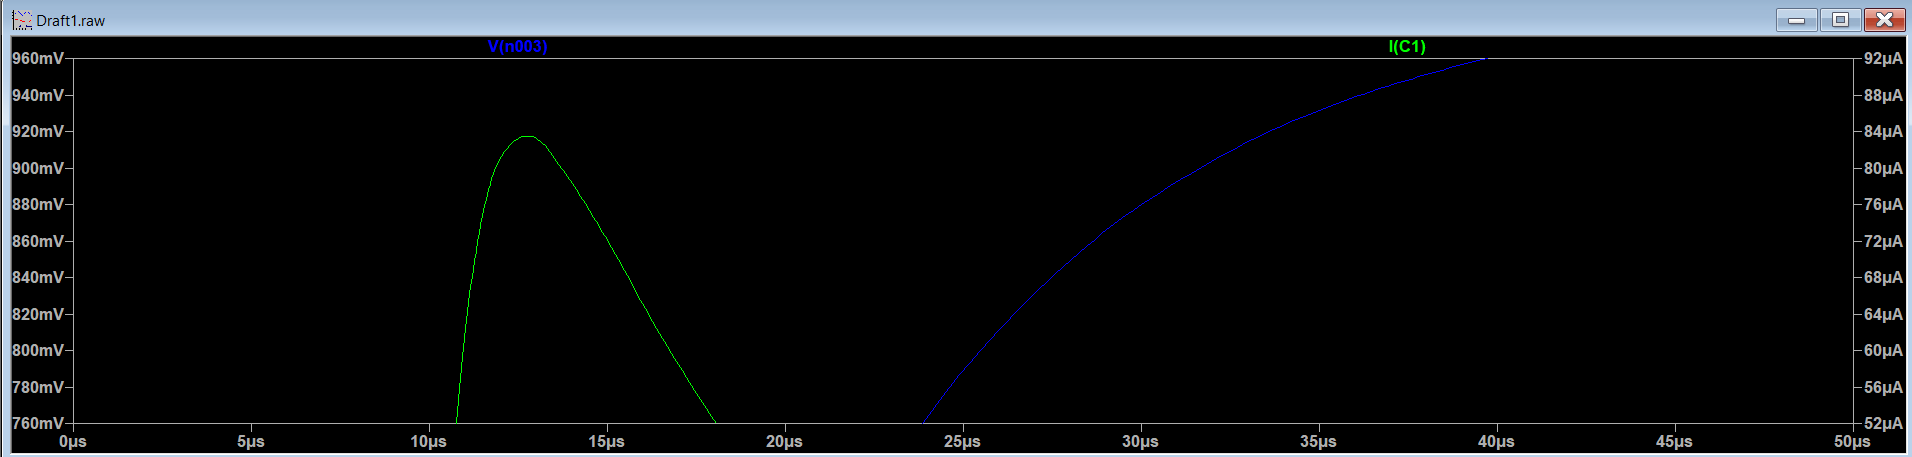 Draft1.raw
V(n003) I(C1)
960mV 92µA
940mV 88µA
920mV 84µA
900mV 80µA
880mV 76µA
860mV 72µA
840mV 68µA
820mV 64µA
800mV 60µA
780mV 56µA
760mV 52µA
0µs 5µs 10µs 15µs 20µs 25µs 30µs 35µs 40µs 45µs 50µs